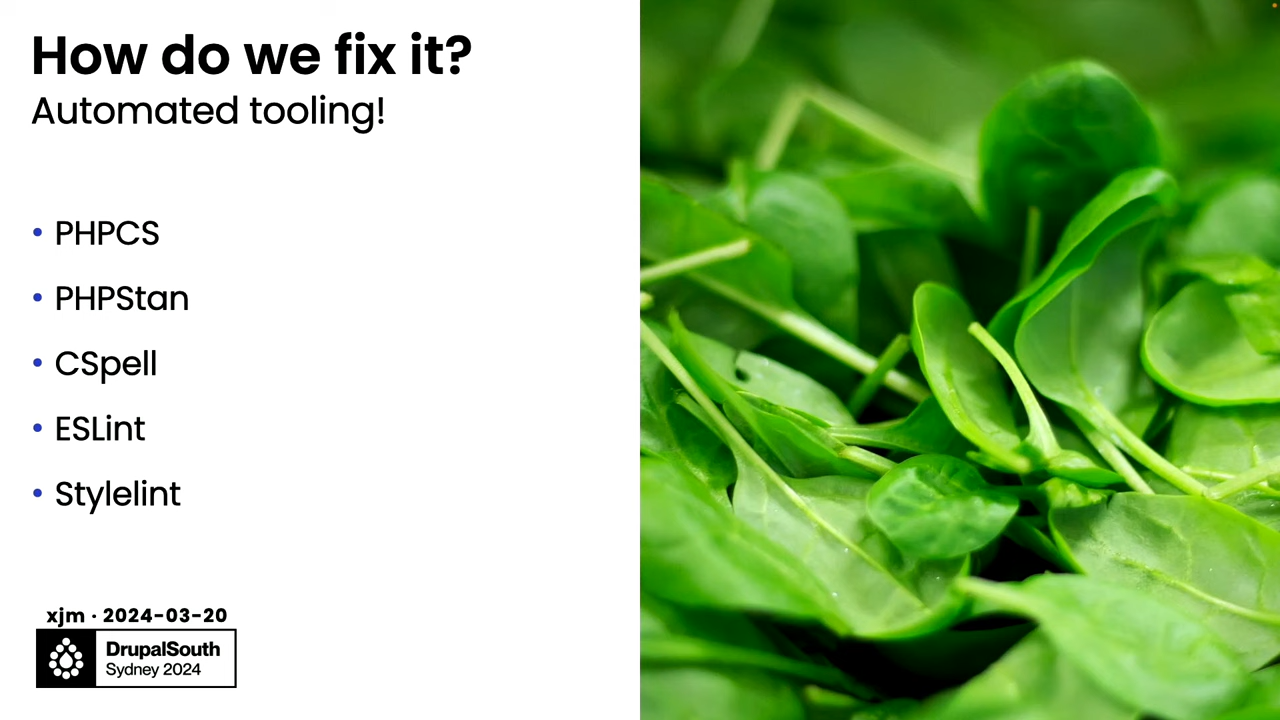 How do we fix it?
Automated tooling!
• PHPCS
• PHPStan
• CSpell
• ESLint
• Stylelint
xjm · 2024-03-20
DrupalSouth
Sydney 2024